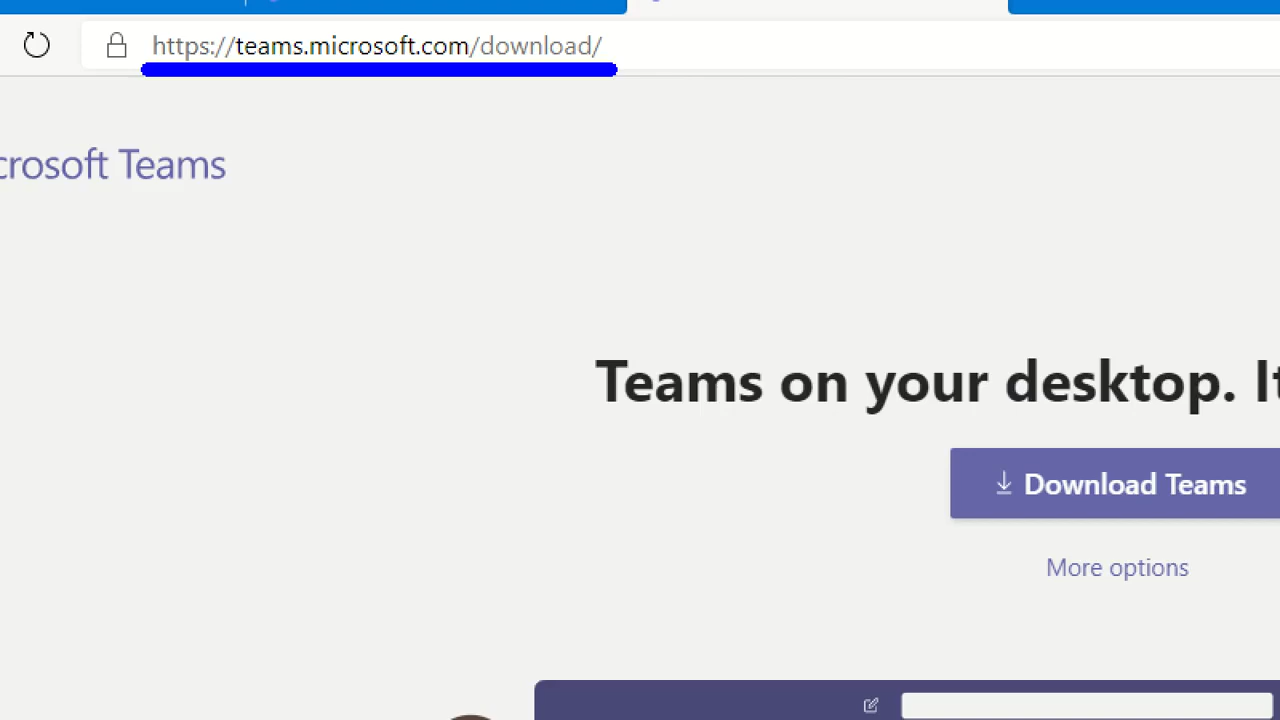 https://teams.microsoft.com/download/
crosoft Teams
Teams on your desktop. It
Download Teams
More options